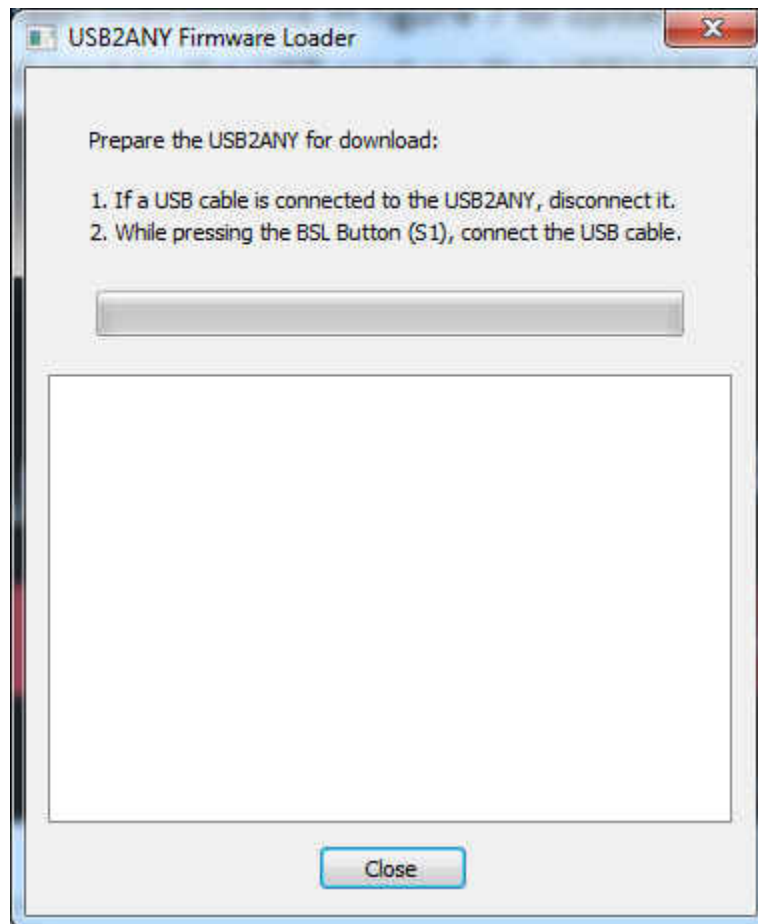 USB2ANY Firmware Loader
Prepare the USB2ANY for download:
1. If a USB cable is connected to the USB2ANY, disconnect it.
2. While pressing the BSL Button (S1), connect the USB cable.
Close